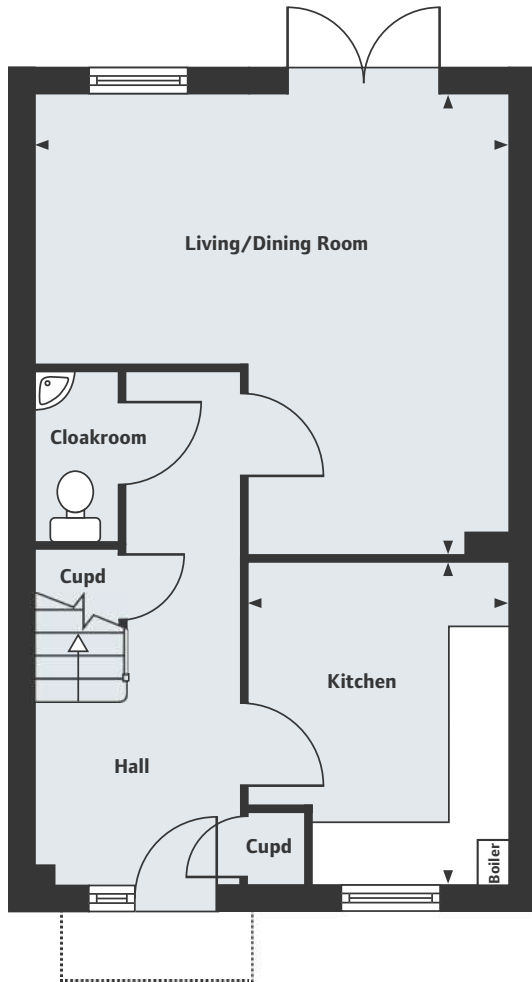 Living/Dining Room
Cloakroom
Cupd
Kitchen
Hall
Cupd
Boiler